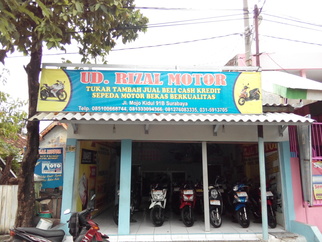 UD. RIZAL MOTOR
TUKAR TAMBAH JUAL BELI CASH KREDIT
SEPEDA MOTOR BEKAS BERKUALITAS
Jl. Mojo Kidul 91B Surabaya